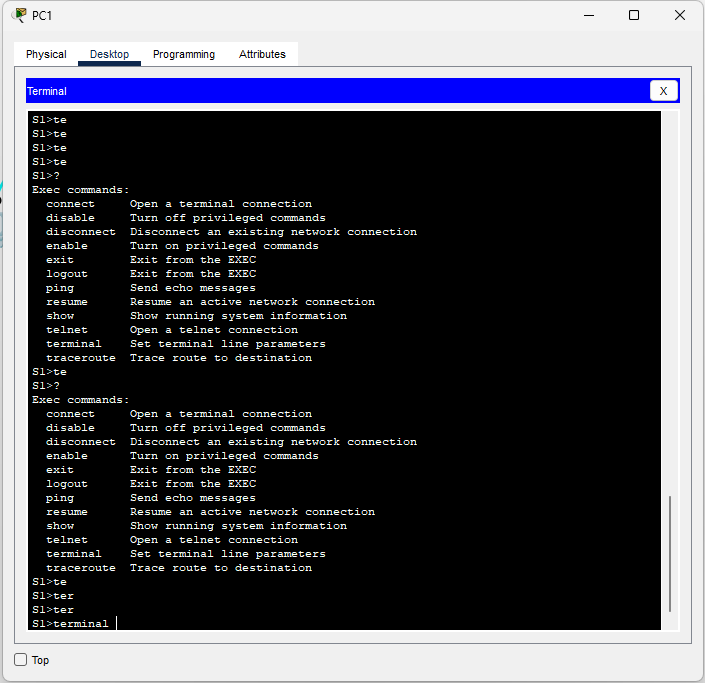 PC1
Physical Desktop Programming Attributes
Terminal X
S1>te
S1>te
S1>te
S1>te
S1>?
Exec commands:
connect Open a terminal connection
disable Turn off privileged commands
disconnect Disconnect an existing network connection
enable Turn on privileged commands
exit Exit from the EXEC
logout Exit from the EXEC
ping Send echo messages
resume Resume an active network connection
show Show running system information
telnet Open a telnet connection
terminal Set terminal line parameters
traceroute Trace route to destination
S1>te
S1>?
Exec commands:
connect Open a terminal connection
disable Turn off privileged commands
disconnect Disconnect an existing network connection
enable Turn on privileged commands
exit Exit from the EXEC
logout Exit from the EXEC
ping Send echo messages
resume Resume an active network connection
show Show running system information
telnet Open a telnet connection
terminal Set terminal line parameters
traceroute Trace route to destination
S1>te
S1>ter
S1>ter
S1>terminal
Top